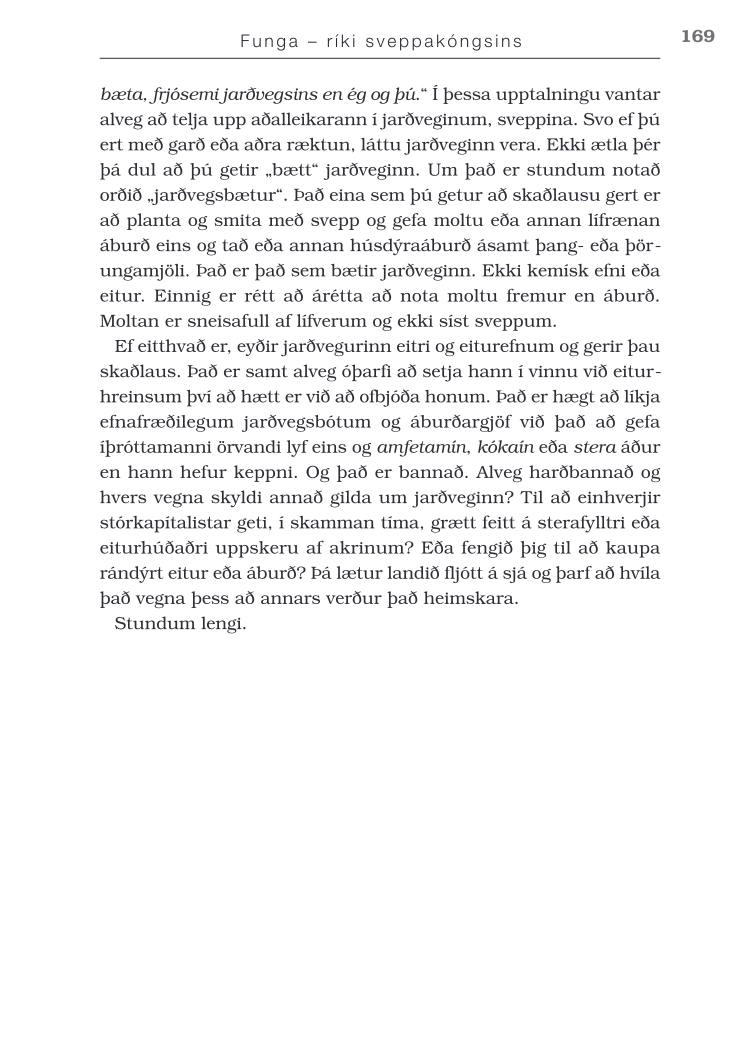 Funga – ríki sveppakóngsins
169
bæta, frjósemi jarðvegsins en ég og þú.“ Í þessa upptalningu vantar
alveg að telja upp aðalleikarann í jarðveginum, sveppina. Svo ef þú
ert með garð eða aðra ræktun, láttu jarðveginn vera. Ekki ætla þér
þá dul að þú getir „bætt“ jarðveginn. Um það er stundum notað
orðið „jarðvegsbætur“. Það eina sem þú getur að skaðlausu gert er
að planta og smita með svepp og gefa moltu eða annan lífrænan
áburð eins og tað eða annan húsdýraáburð ásamt þang- eða þör-
ungamjöli. Það er það sem bætir jarðveginn. Ekki kemísk efni eða
eitur. Einnig er rétt að árétta að nota moltu fremur en áburð.
Moltan er sneisafull af lífverum og ekki síst sveppum.
Ef eitthvað er, eyðir jarðvegurinn eitri og eiturefnum og gerir þau
skaðlaus. Það er samt alveg óþarfi að setja hann í vinnu við eitur-
hreinsum því að hætt er við að ofbjóða honum. Það er hægt að líkja
efnafræðilegum jarðvegsbótum og áburðargjöf við það að gefa
íþróttamanni örvandi lyf eins og amfetamín, kókaín eða stera áður
en hann hefur keppni. Og það er bannað. Alveg harðbannað og
hvers vegna skyldi annað gilda um jarðveginn? Til að einhverjir
stórkapítalistar geti, í skamman tíma, grætt feitt á sterafylltri eða
eiturhúðaðri uppskeru af akrinum? Eða fengið þig til að kaupa
rándýrt eitur eða áburð? Þá lætur landið fljótt á sjá og þarf að hvíla
það vegna þess að annars verður það heimskara.
Stundum lengi.